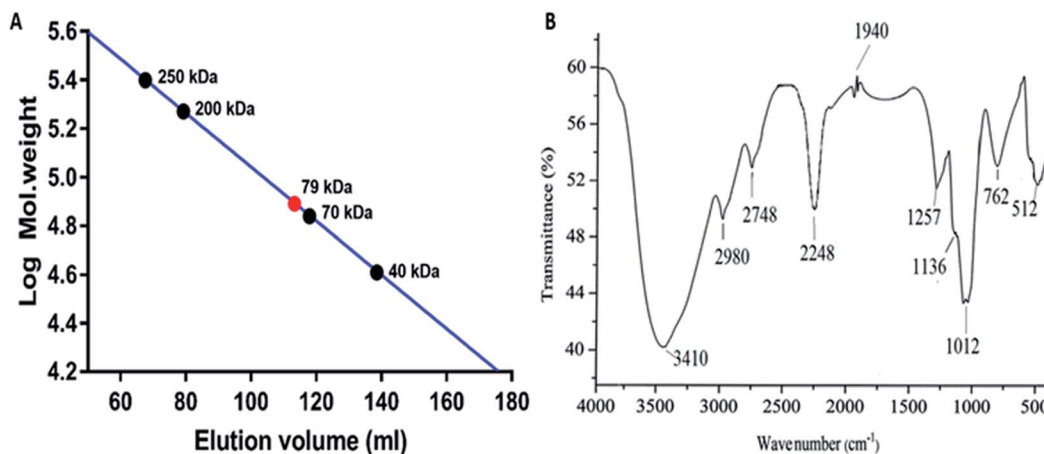 A
Log Mol.weight
5.6
5.4
5.2
5.0
4.8
4.6
4.4
4.2
250 kDa
200 kDa
79 kDa
70 kDa
40 kDa
60 80 100 120 140 160 180
Elution volume (ml)
B
Transmittance (%)
60
56
52
48
44
40
1940
2748
2980
2248
3410
1257
1136
1012
762
512
4000 3500 3000 2500 2000 1500 1000 500
Wave number (cm-1)